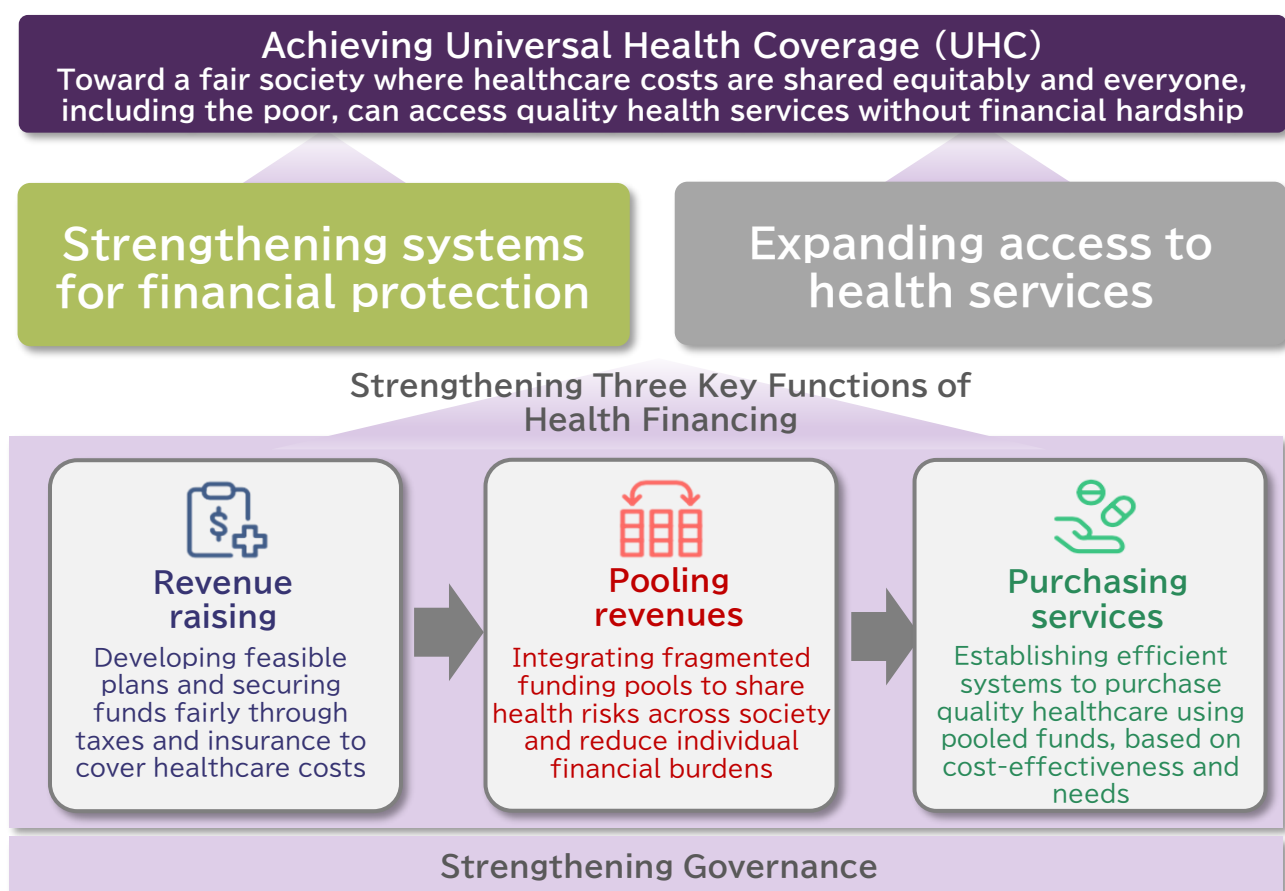 Achieving Universal Health Coverage (UHC)
Toward a fair society where healthcare costs are shared equitably and everyone,
including the poor, can access quality health services without financial hardship
Strengthening systems
for financial protection
Expanding access to
health services
Strengthening Three Key Functions of
Health Financing
$
Revenue
raising
Developing feasible
plans and securing
funds fairly through
taxes and insurance to
cover healthcare costs
Pooling
revenues
Integrating fragmented
funding pools to share
health risks across society
and reduce individual
financial burdens
Purchasing
services
Establishing efficient
systems to purchase
quality healthcare using
pooled funds, based on
cost-effectiveness and
needs
Strengthening Governance